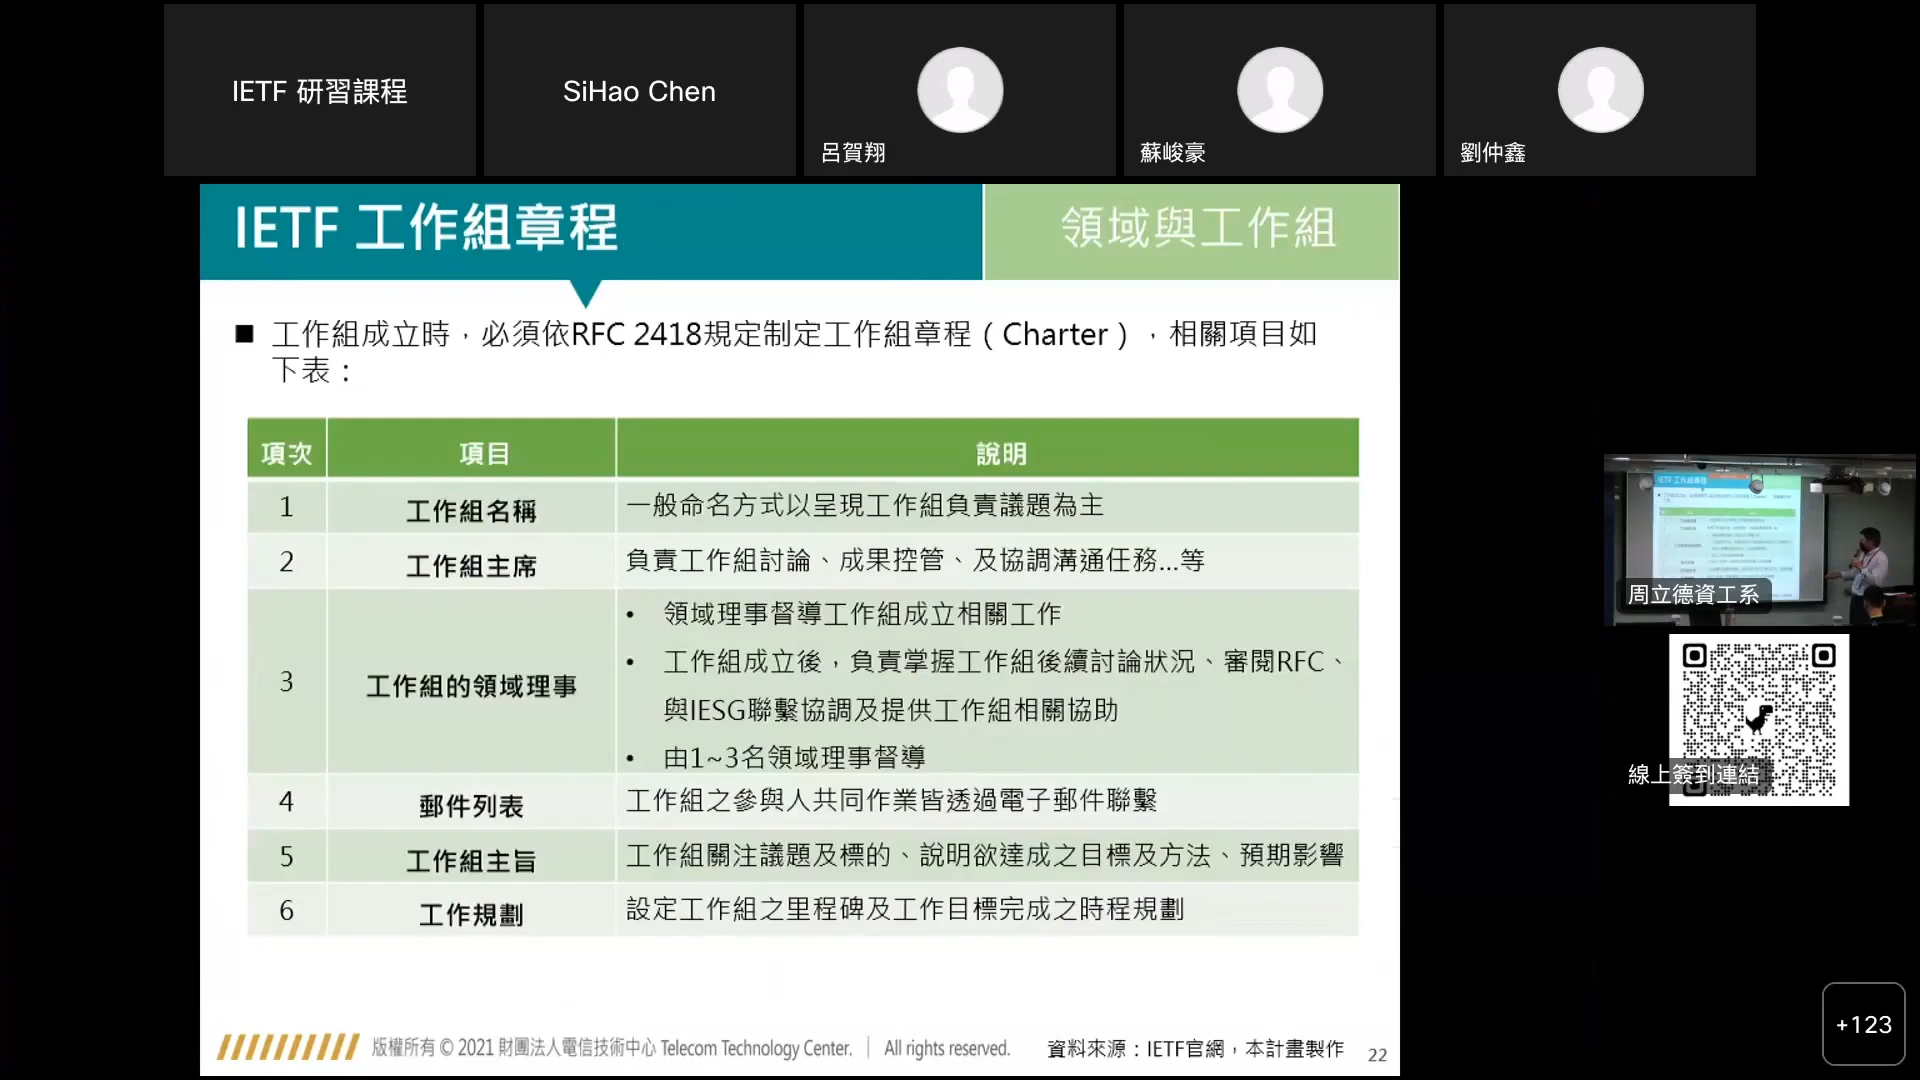 IETF 研習課程
SiHao Chen
呂賀翔
蘇峻豪
劉仲鑫
IETF 工作組章程
領域與工作組
■ 工作組成立時，必須依RFC 2418規定制定工作組章程（Charter），相關項目如
下表：
項次 項目 說明
1 工作組名稱 一般命名方式以呈現工作組負責議題為主
2 工作組主席 負責工作組討論、成果控管、及協調溝通任務...等
3 工作組的領域理事
• 領域理事督導工作組成立相關工作
• 工作組成立後，負責掌握工作組後續討論狀況、審閱RFC、
與IESG聯繫協調及提供工作組相關協助
• 由1~3名領域理事督導
4 郵件列表 工作組之參與人共同作業皆透過電子郵件聯繫
5 工作組主旨 工作組關注議題及標的、說明欲達成之目標及方法、預期影響
6 工作規劃 設定工作組之里程碑及工作目標完成之時程規劃
版權所有 © 2021 財團法人電信技術中心 Telecom Technology Center. | All rights reserved.
資料來源：IETF官網，本計畫製作
22
IETF 工作組章程
周立德資工系
線上簽到連結
+123